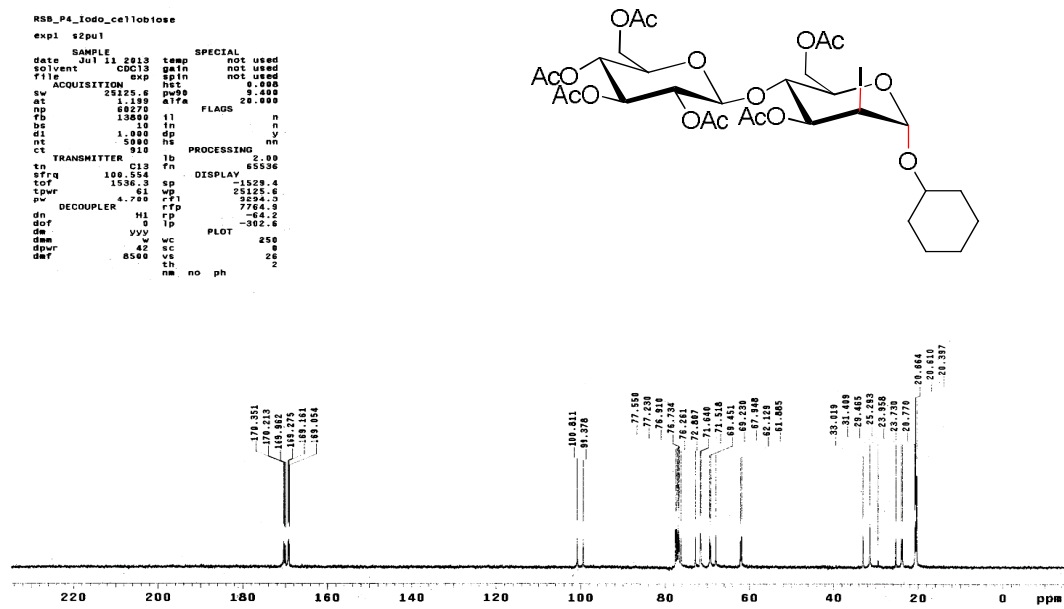 RSB_P4_Iodo_cellobiose
exp1 s2pul
SAMPLE SPECIAL
date Jul 11 2013 temp not used
solvent CDCl3 gain not used
file exp spin not used
ACQUISITION hst 0.008
sw 25125.6 pw90 9.400
at 1.199 alfa 20.000
np 60270 FLAGS
fb 13800 il n
bs 10 in n
d1 1.000 dp y
nt 5000 hs nn
ct 910 PROCESSING
TRANSMITTER lb 2.00
tn C13 fn 65536
sfrq 100.554 DISPLAY
tof 1536.3 sp -1529.4
tpwr 61 wp 25125.6
pw 4.700 rfl 9294.3
DECOUPLER rfp 7764.9
dn H1 rp -64.2
dof 0 lp -302.6
dm yyy PLOT
dmm w wc 250
dpwr 42 sc 0
dmf 8500 vs 26
th 2
nm no ph
OAc
OAc
O
I
AcO
O
O
O
AcO
OAc
AcO
O
170.351
170.213
169.962
169.275
169.161
169.054
100.811
99.378
77.550
77.230
76.910
76.734
76.261
72.807
71.640
71.518
69.451
69.230
67.948
62.129
61.885
33.019
31.409
29.465
25.293
23.958
23.730
20.770
20.664
20.610
20.397
220 200 180 160 140 120 100 80 60 40 20 0 ppm